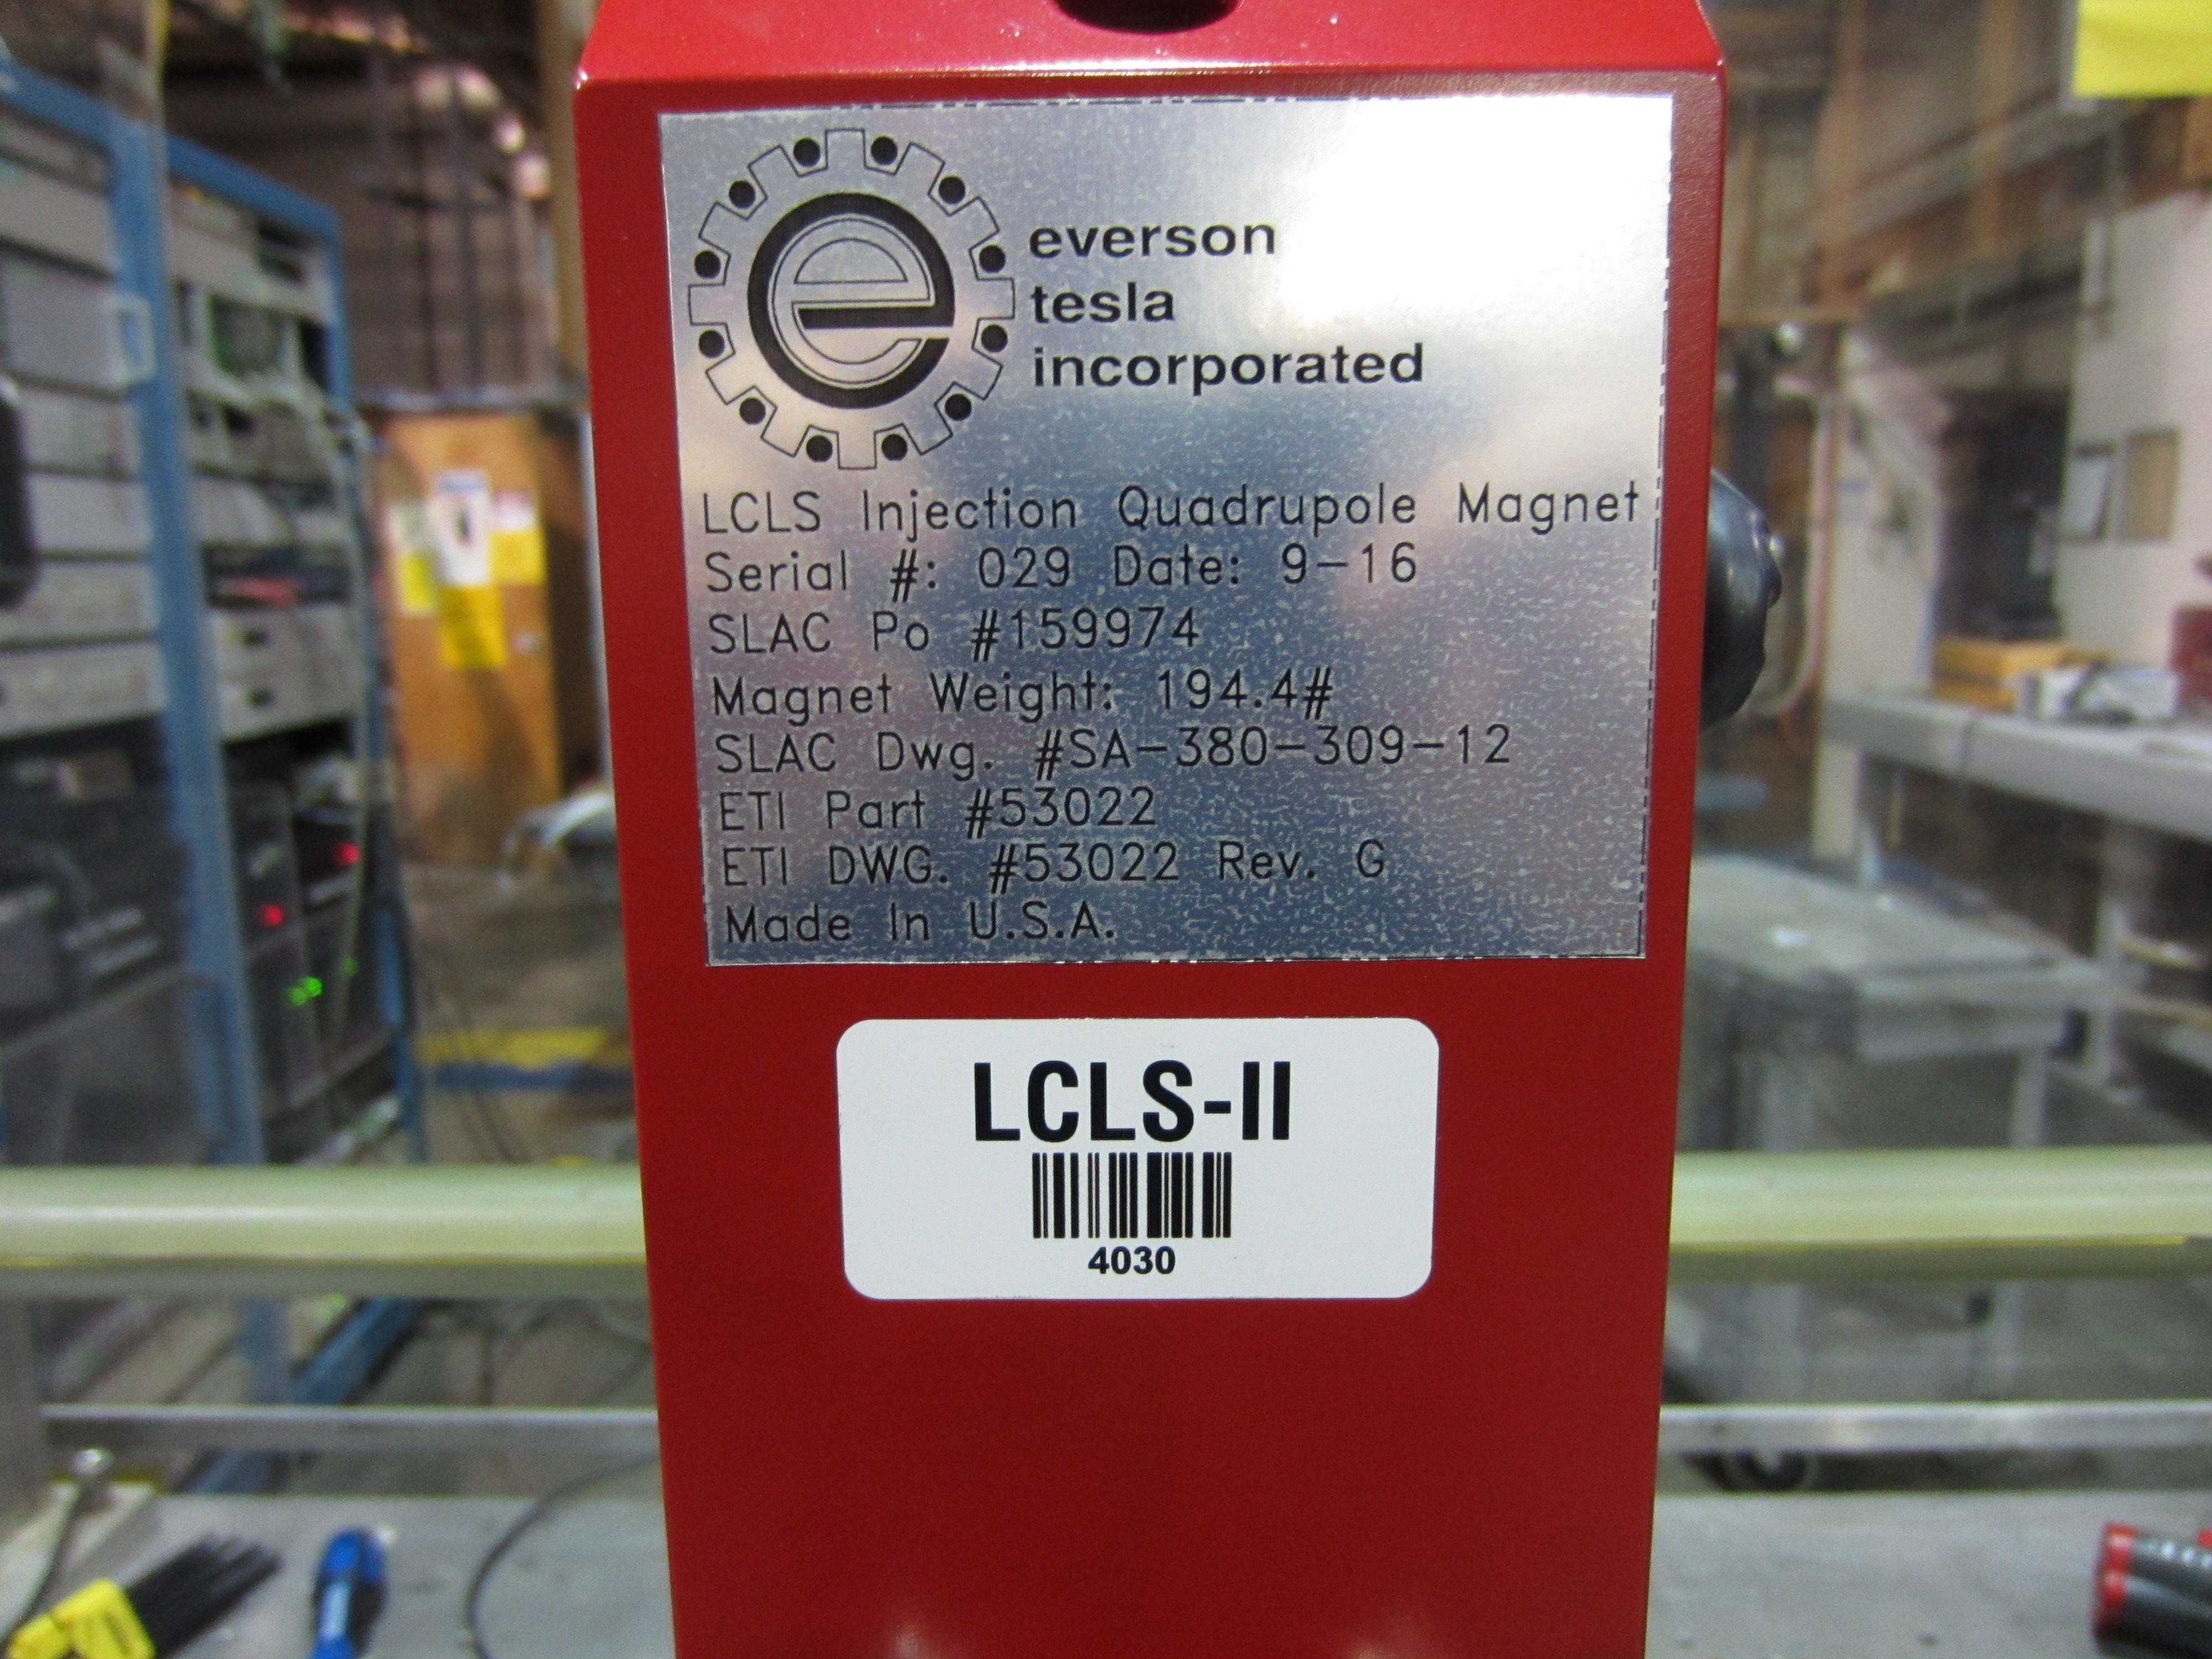 e
everson
tesla
incorporated
LCLS Injection Quadrupole Magnet
Serial #: 029 Date: 9-16
SLAC Po #159974
Magnet Weight: 194.4#
SLAC Dwg. #SA-380-309-12
ETI Part #53022
ETI DWG. #53022 Rev. G
Made In U.S.A.
LCLS-II
4030